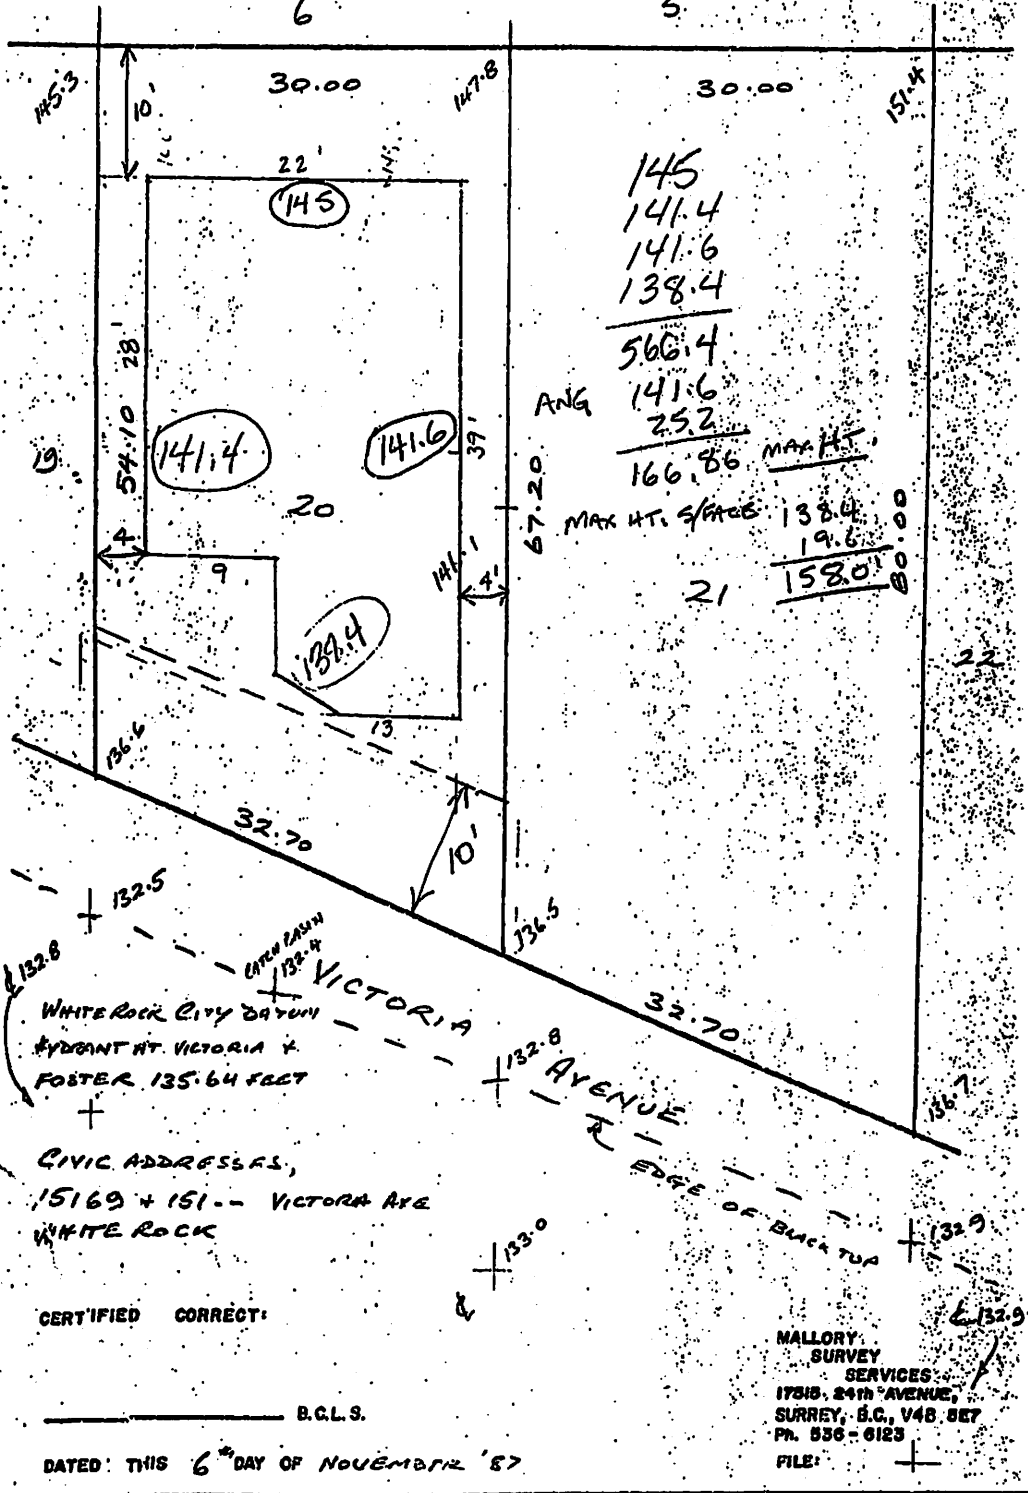 6 5
145.3 30.00 147.8 30.00 151.4
10'
22'
145
145
141.4
141.6
138.4
566.4
ANG 141.6
25.2
166.86 MAX HT.
28'
54.10
19
141.4
141.6
39'
67.20
20
MAX HT. S/FACE 138.4
19.6
158.0'
80.00
4
9
141.1
4'
21
22
138.4
13
136.6
32.70
10'
132.5
136.5
℄ 132.8
CATCH BASIN
132.4
VICTORIA AVENUE
32.70
WHITE ROCK CITY DATUM
HYDRANT AT VICTORIA &
FOSTER 135.64 FEET
132.8
136.7
EDGE OF BLACK TOP
CIVIC ADDRESSES,
15169 + 151-- VICTORA AVE
WHITE ROCK
133.0
℄
132.9
℄ 132.9
CERTIFIED CORRECT:
MALLORY
SURVEY
SERVICES
17515 24th AVENUE,
SURREY, B.C., V4B 5E7
Ph. 536-6123
FILE:
B.C.L.S.
DATED THIS 6th DAY OF NOVEMBER '87